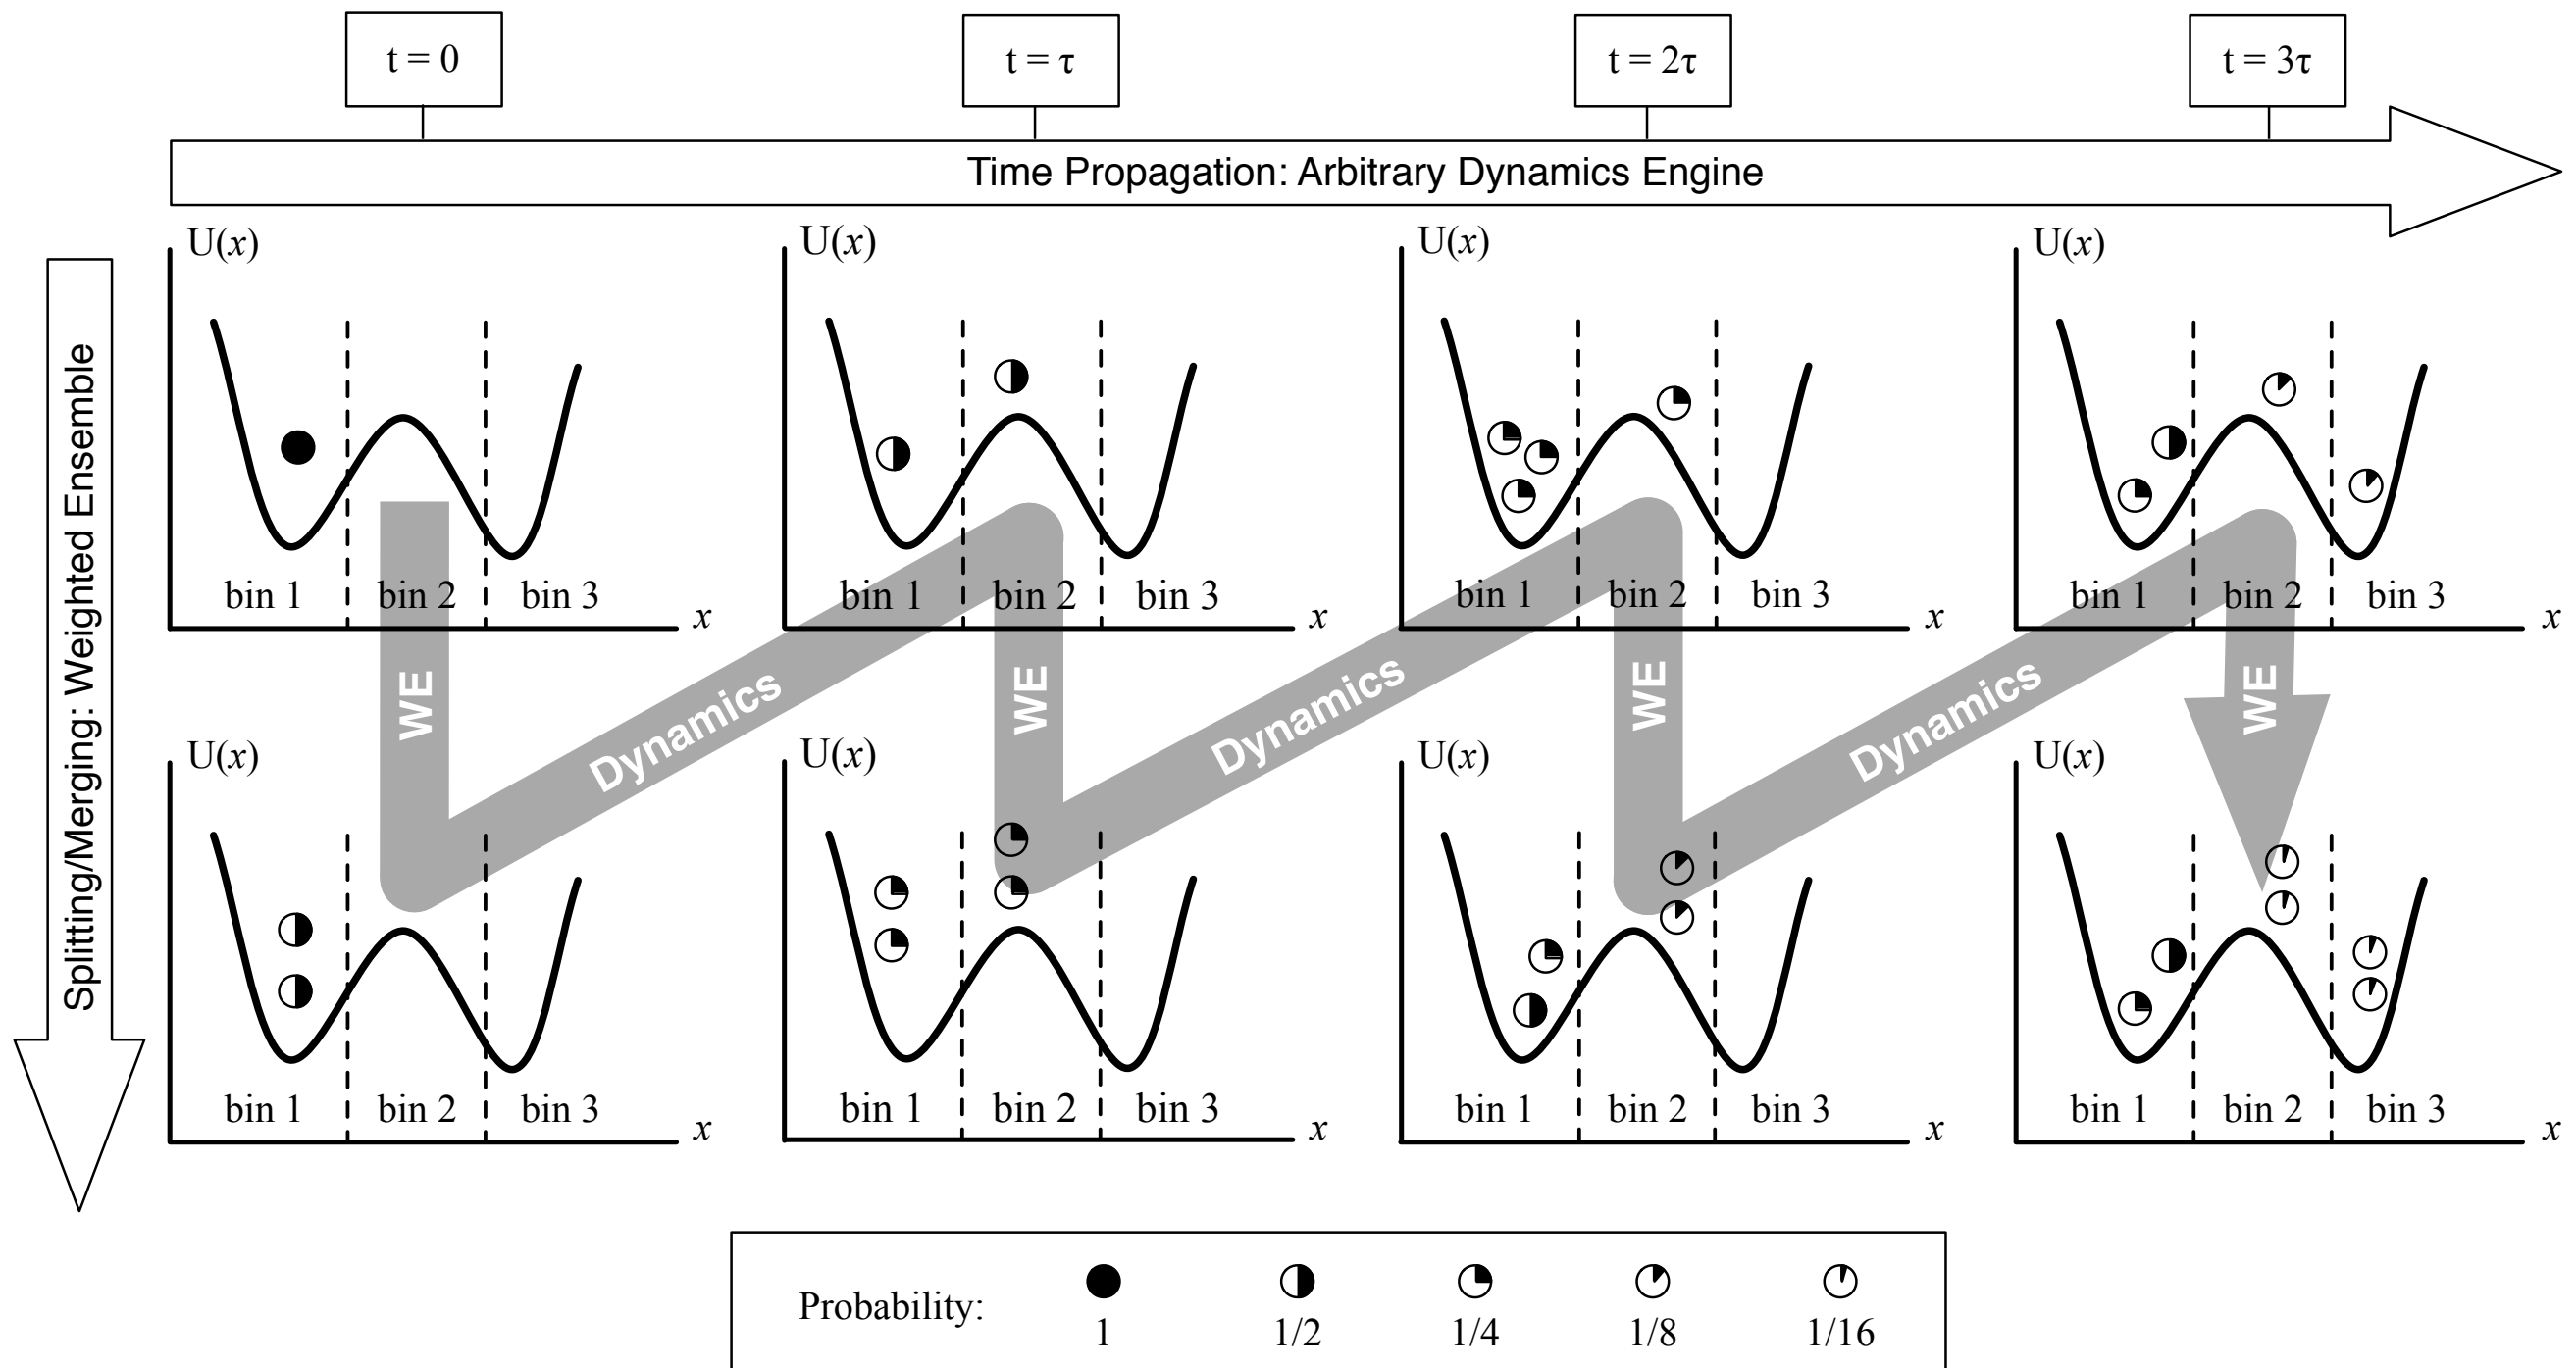 t = 0
t = τ
t = 2τ
t = 3τ
Time Propagation: Arbitrary Dynamics Engine
Splitting/Merging: Weighted Ensemble
U(x)
U(x)
U(x)
U(x)
bin 1
bin 2
bin 3
x
bin 1
bin 2
bin 3
x
bin 1
bin 2
bin 3
x
bin 1
bin 2
bin 3
x
WE
Dynamics
WE
Dynamics
WE
Dynamics
WE
U(x)
U(x)
U(x)
U(x)
bin 1
bin 2
bin 3
x
bin 1
bin 2
bin 3
x
bin 1
bin 2
bin 3
x
bin 1
bin 2
bin 3
x
Probability:
1
1/2
1/4
1/8
1/16